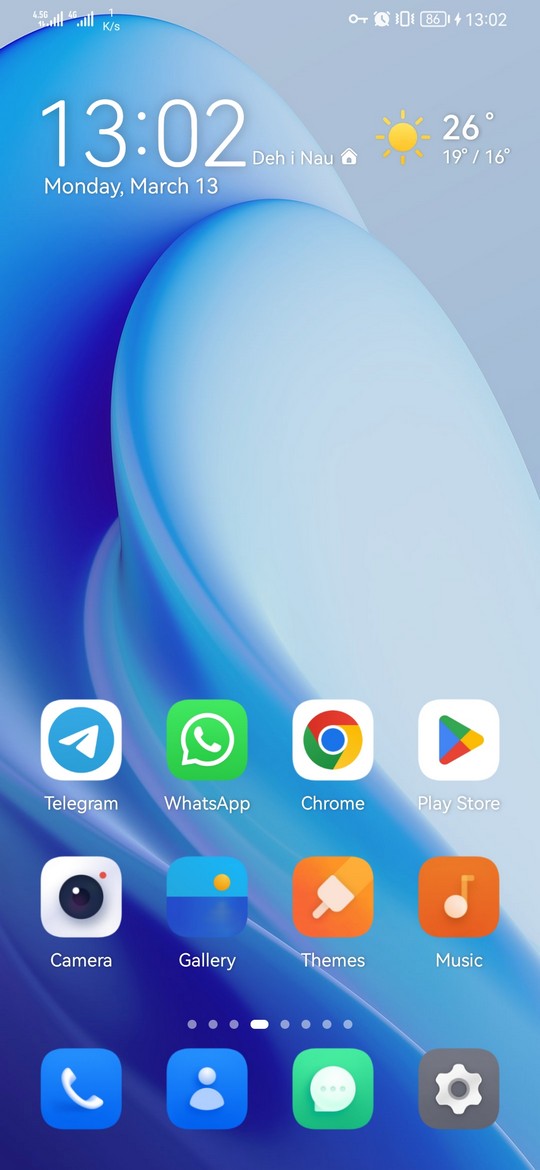 4.5G 4G 1 K/s 86 13:02
13:02 Deh i Nau 26°
19° / 16°
Monday, March 13
Telegram WhatsApp Chrome Play Store
Camera Gallery Themes Music